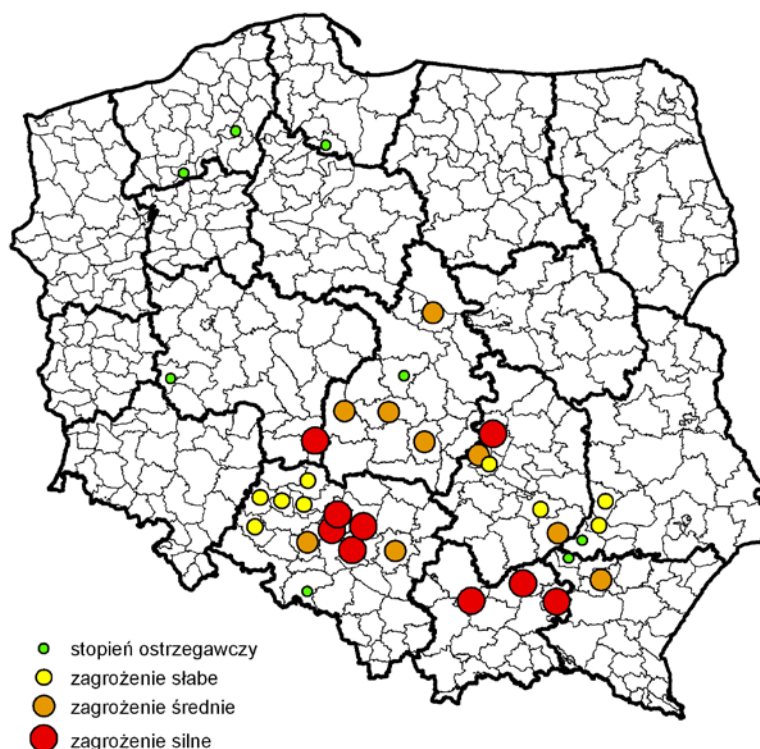 stopień ostrzegawczy
zagrożenie słabe
zagrożenie średnie
zagrożenie silne